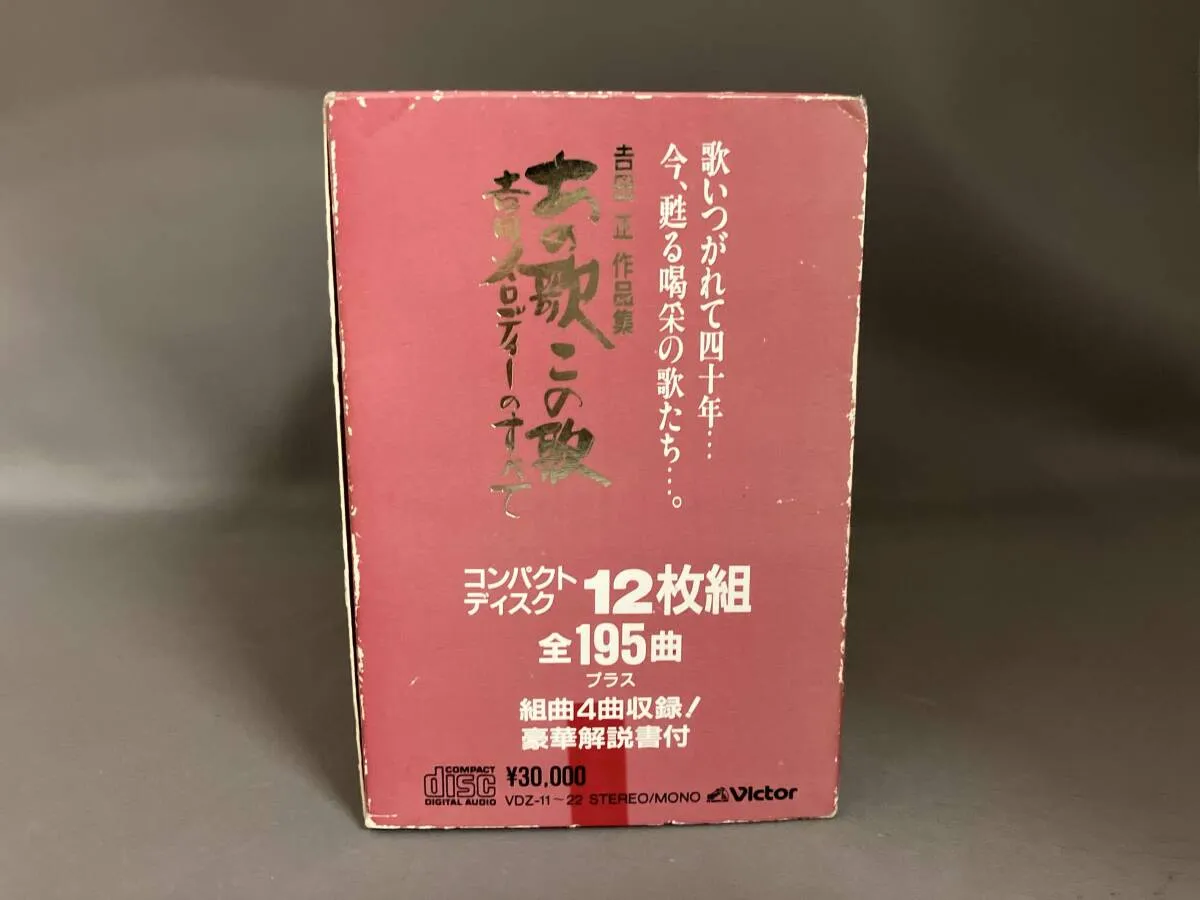 歌いつがれて四十年…
今、甦る喝采の歌たち…。
吉田 正 作品集
あの歌 この歌
吉田メロディーのすべて
コンパクト
ディスク
12枚組
全195曲
プラス
組曲4曲収録!
豪華解説書付
COMPACT
disc
DIGITAL AUDIO
¥30,000
VDZ-11~22 STEREO/MONO Victor